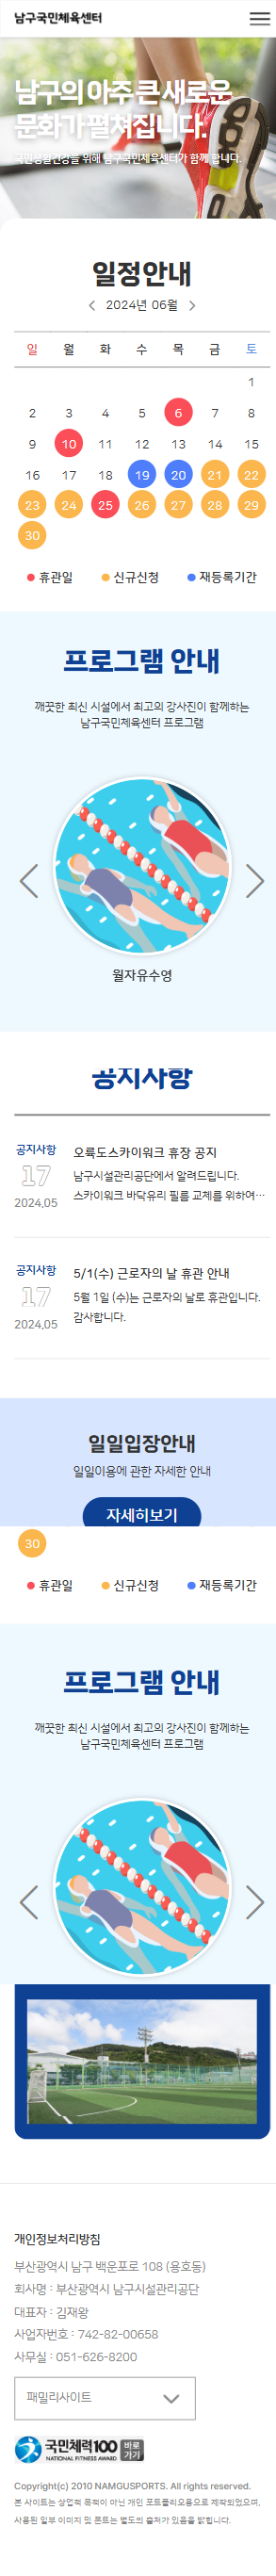 남구국민체육센터
남구의 아주 큰 새로운
문화가 펼쳐집니다.
국민생활건강을 위해 남구국민체육센터가 함께 합니다.
일정안내
2024년 06월
일 월 화 수 목 금 토
1
2 3 4 5 6 7 8
9 10 11 12 13 14 15
16 17 18 19 20 21 22
23 24 25 26 27 28 29
30
휴관일 신규신청 재등록기간
프로그램 안내
깨끗한 최신 시설에서 최고의 강사진이 함께하는
남구국민체육센터 프로그램
월자유수영
공지사항
공지사항
17
2024.05
오륙도스카이워크 휴장 공지
남구시설관리공단에서 알려드립니다.
스카이워크 바닥유리 필름 교체를 위하여…
공지사항
17
2024.05
5/1(수) 근로자의 날 휴관 안내
5월 1일 (수)는 근로자의 날로 휴관입니다.
감사합니다.
일일입장안내
일일이용에 관한 자세한 안내
자세히보기
30
휴관일 신규신청 재등록기간
프로그램 안내
깨끗한 최신 시설에서 최고의 강사진이 함께하는
남구국민체육센터 프로그램
개인정보처리방침
부산광역시 남구 백운포로 108 (용호동)
회사명 : 부산광역시 남구시설관리공단
대표자 : 김재왕
사업자번호 : 742-82-00658
사무실 : 051-626-8200
패밀리사이트
국민체력100 바로
NATIONAL FITNESS AWARD 가기
Copyright(c) 2010 NAMGUSPORTS. All rights reserved.
본 사이트는 상업적 목적이 아닌 개인 포트폴리오용으로 제작되었으며,
사용된 일부 이미지 및 폰트는 별도의 출처가 있음을 밝힙니다.